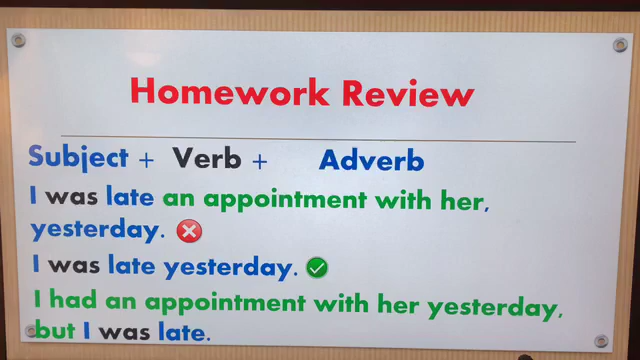 Homework Review
Subject + Verb + Adverb
I was late an appointment with her,
yesterday.
I was late yesterday.
I had an appointment with her yesterday,
but I was late.